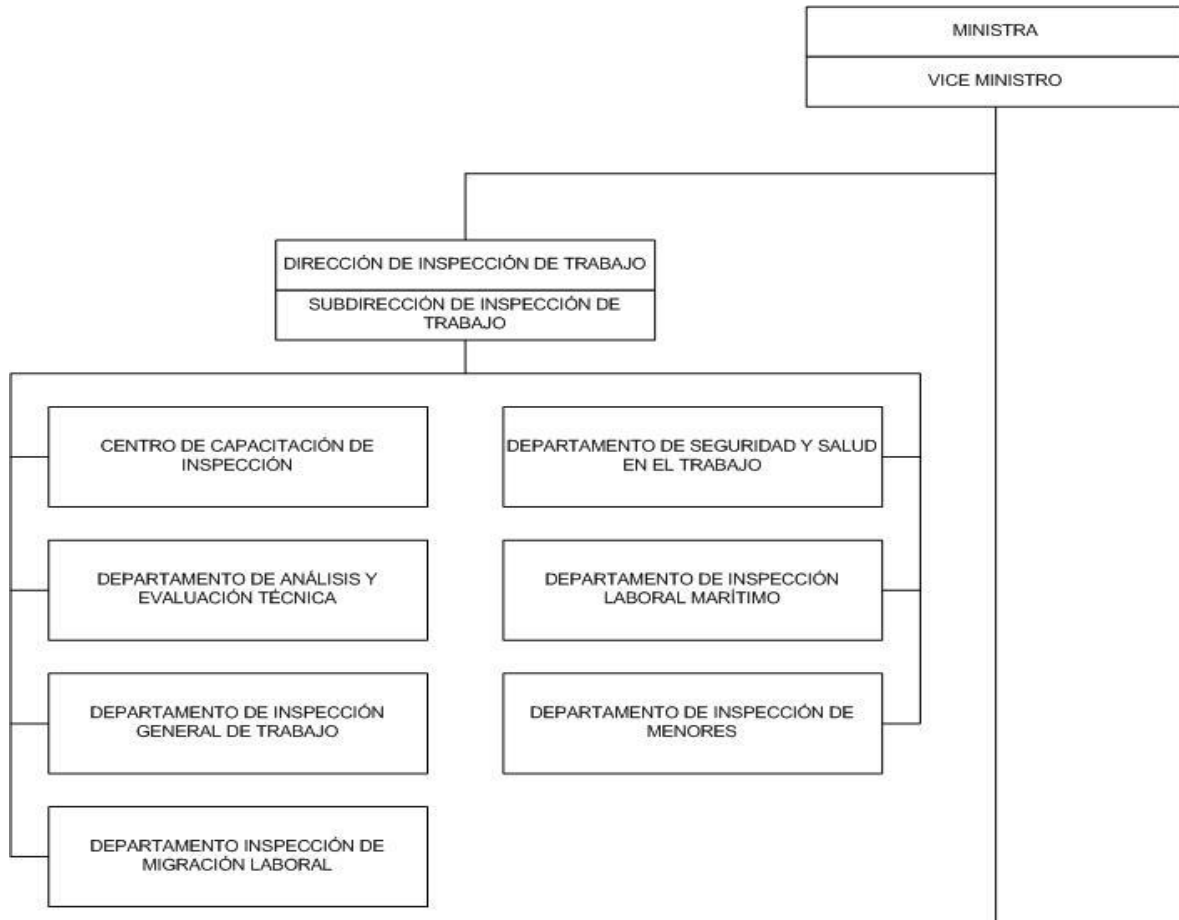 MINISTRA
VICE MINISTRO
DIRECCIÓN DE INSPECCIÓN DE TRABAJO
SUBDIRECCIÓN DE INSPECCIÓN DE
TRABAJO
CENTRO DE CAPACITACIÓN DE
INSPECCIÓN
DEPARTAMENTO DE SEGURIDAD Y SALUD
EN EL TRABAJO
DEPARTAMENTO DE ANÁLISIS Y
EVALUACIÓN TÉCNICA
DEPARTAMENTO DE INSPECCIÓN
LABORAL MARÍTIMO
DEPARTAMENTO DE INSPECCIÓN
GENERAL DE TRABAJO
DEPARTAMENTO DE INSPECCIÓN DE
MENORES
DEPARTAMENTO INSPECCIÓN DE
MIGRACIÓN LABORAL